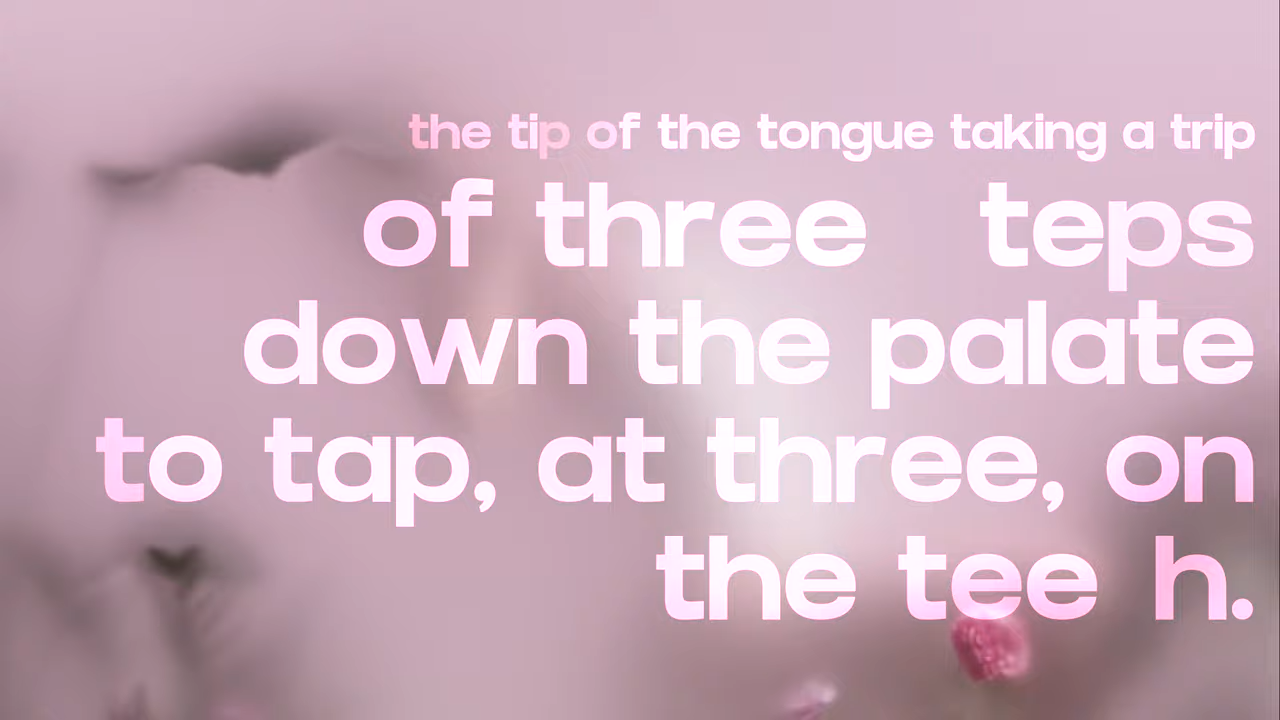 the tip of the tongue taking a trip
of three  teps
down the palate
to tap, at three, on
the tee h.